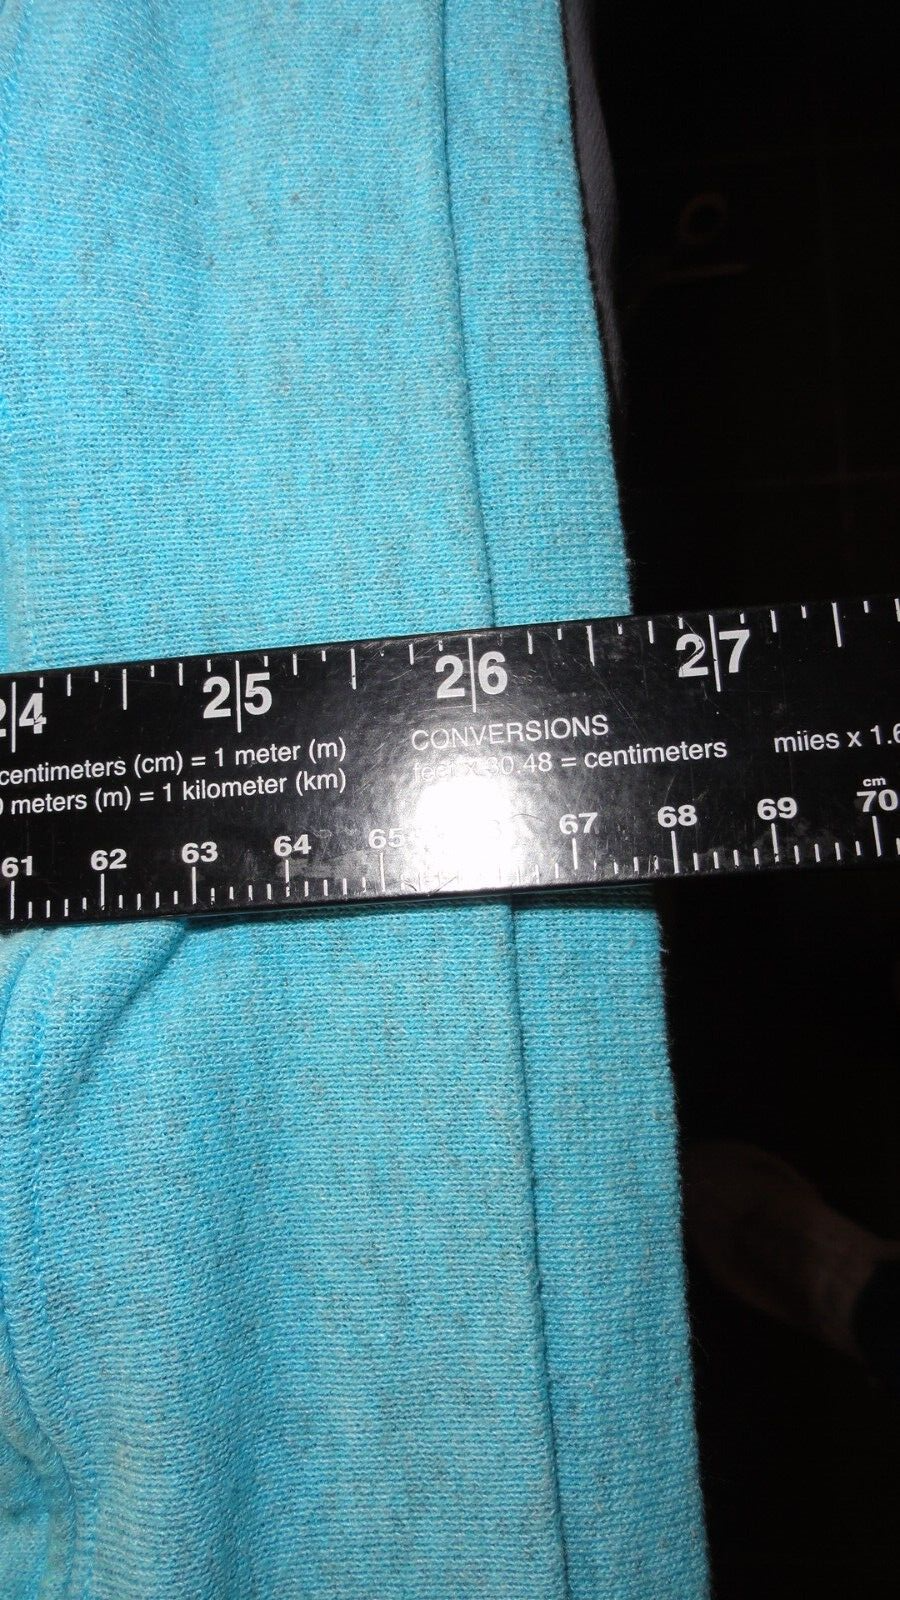 24 25 26 27
CONVERSIONS
centimeters (cm) = 1 meter (m)
feet x 30.48 = centimeters
miles x 1.6
meters (m) = 1 kilometer (km)
cm
61 62 63 64 65 67 68 69 70